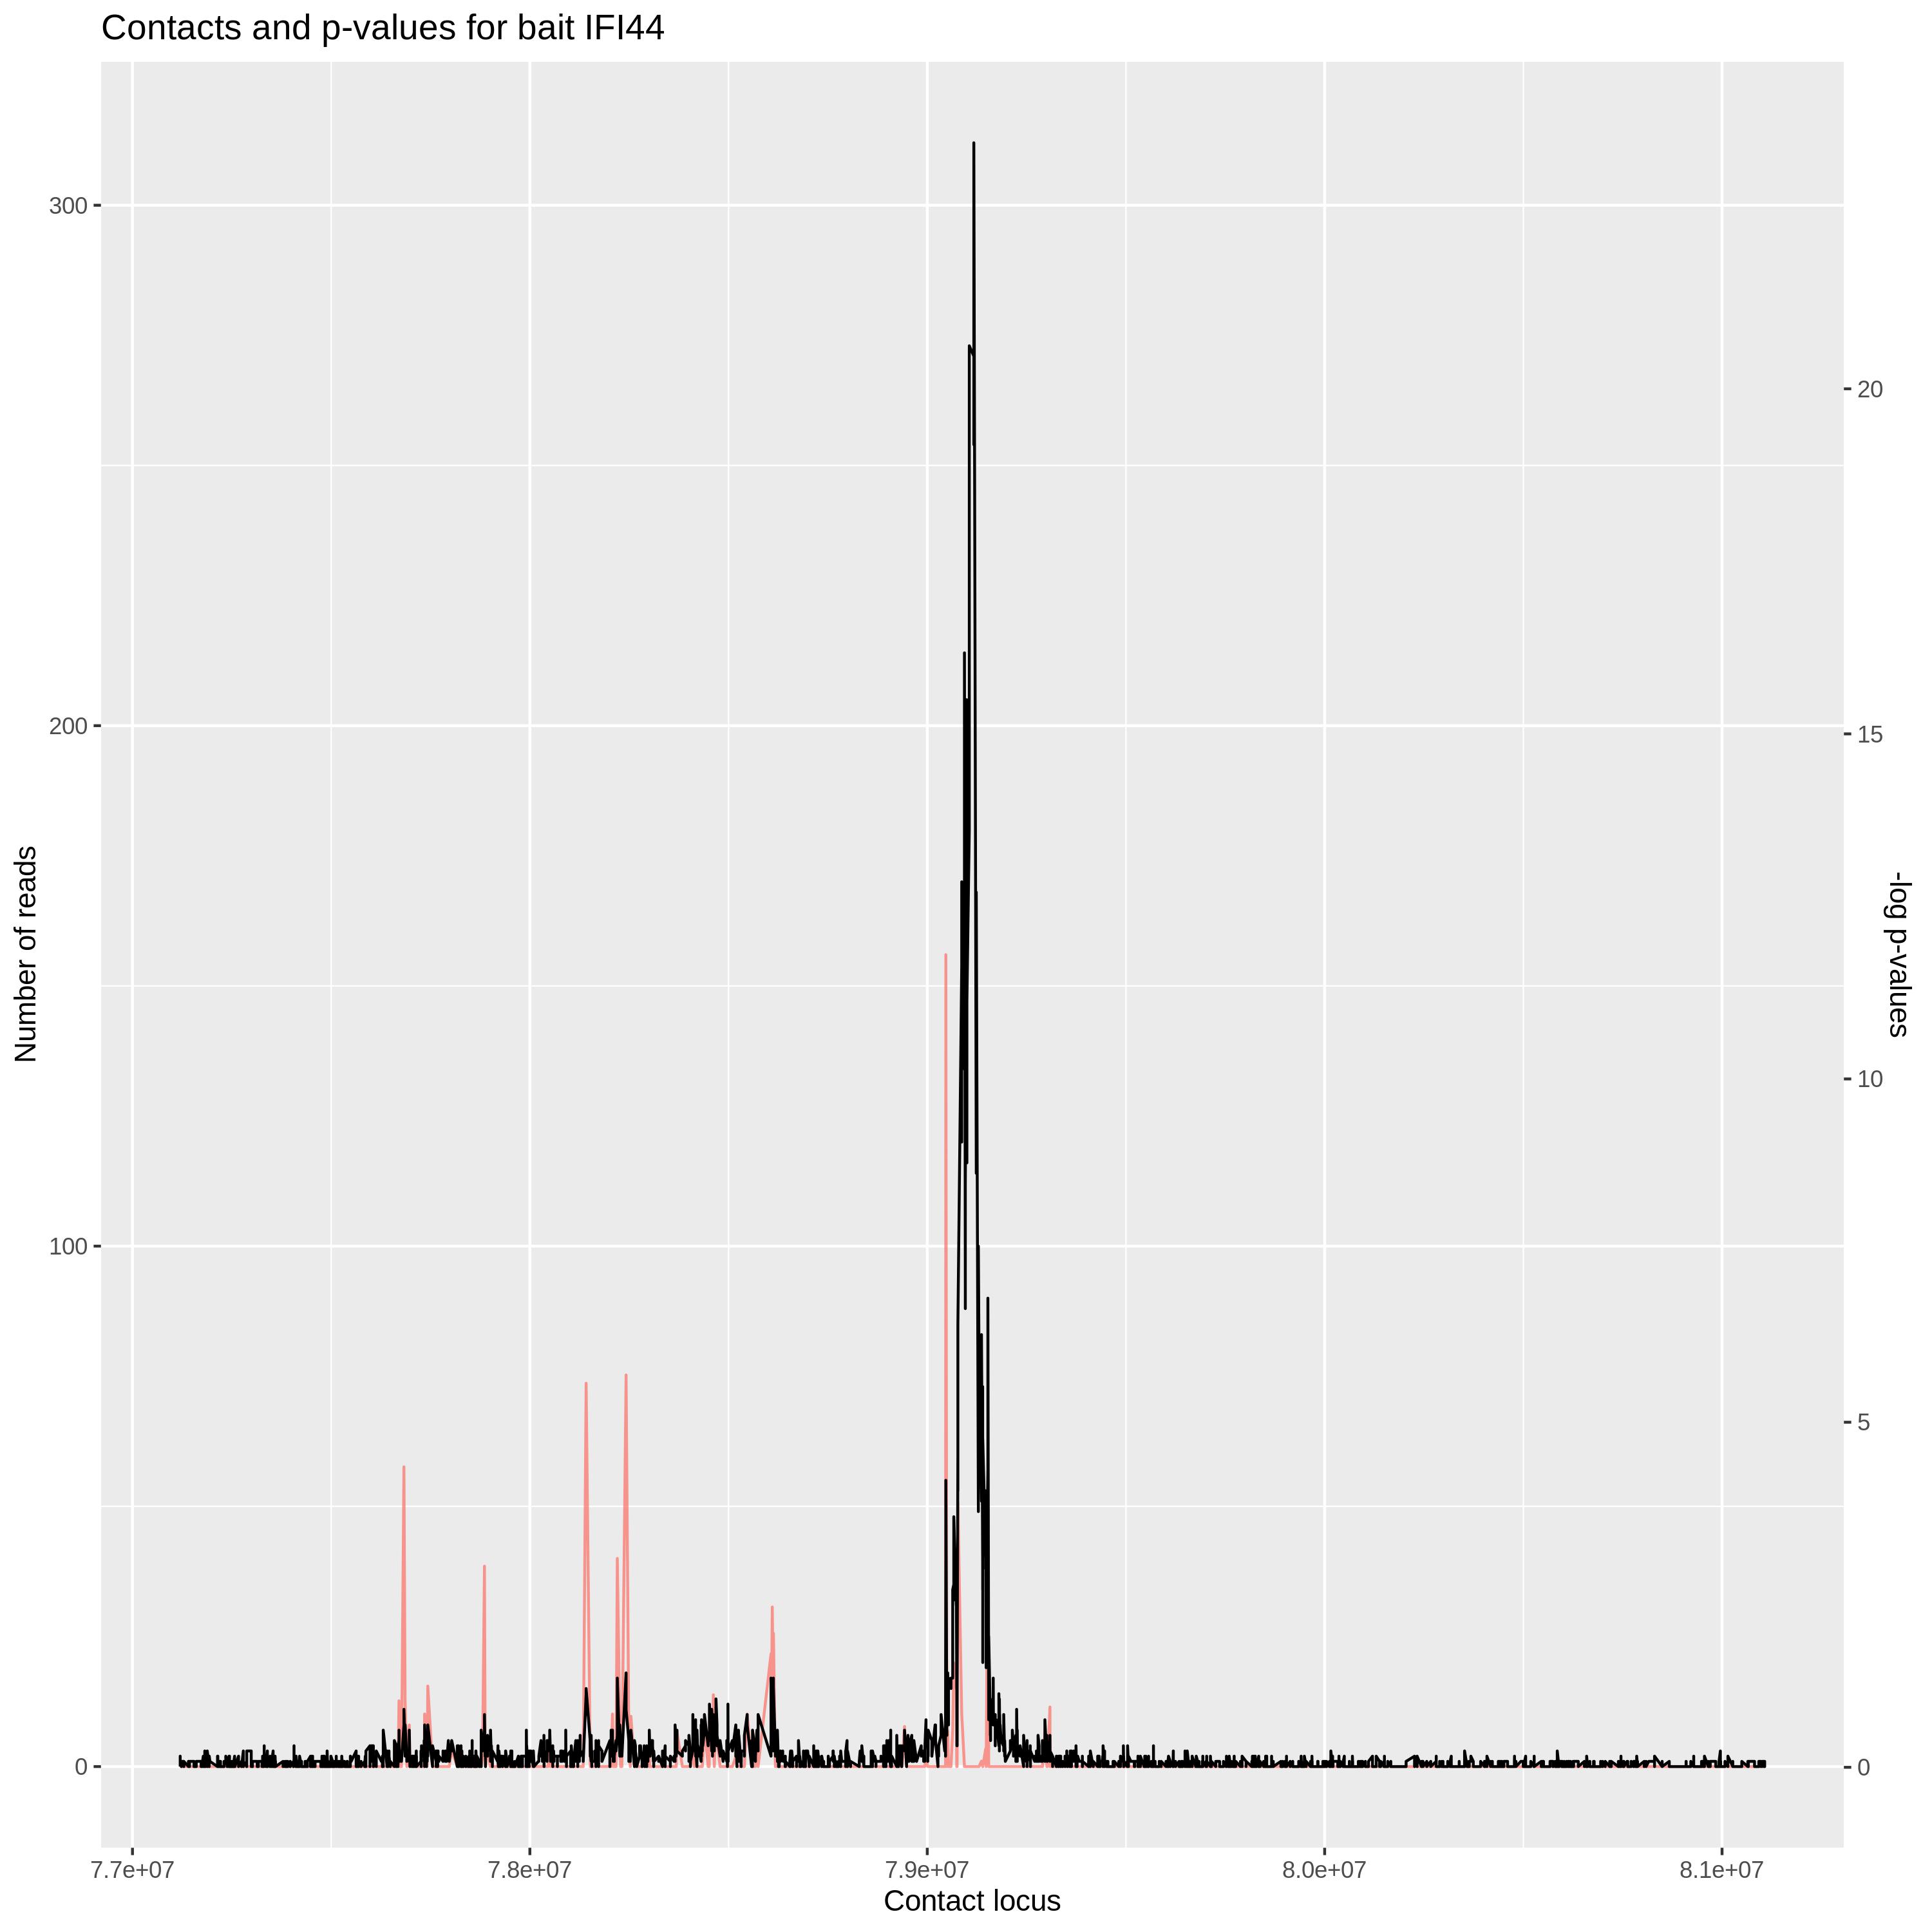 Contacts and p-values for bait IFI44
300
200
100
0
Number of reads
20
15
10
5
0
-log p-values
7.7e+07
7.8e+07
7.9e+07
8.0e+07
8.1e+07
Contact locus